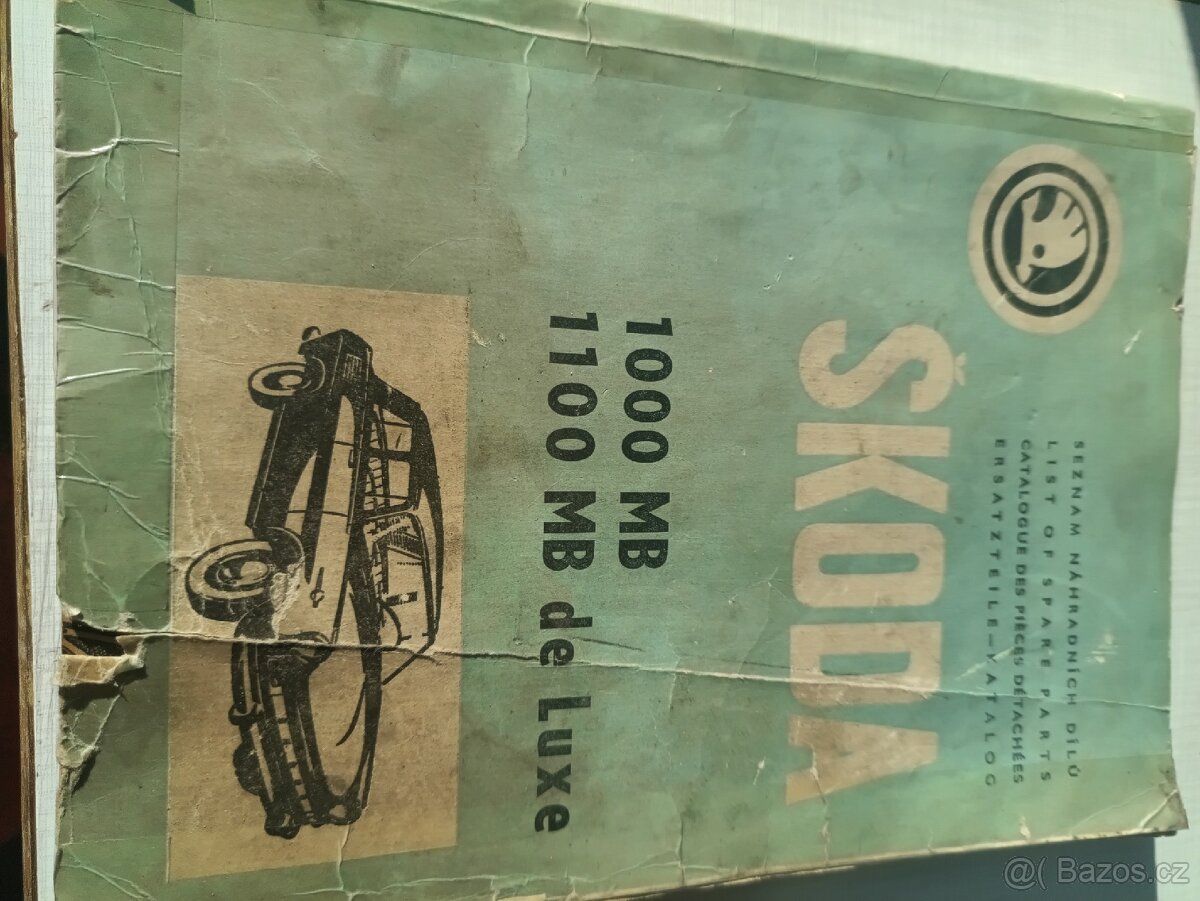 SEZNAM NÁHRADNÍCH DÍLŮ
LIST OF SPARE PARTS
CATALOGUE DES PIÈCES DÉTACHÉES
ERSATZTEILE-KATALOG
ŠKODA
1000 MB
1100 MB de Luxe
@( Bazos.cz